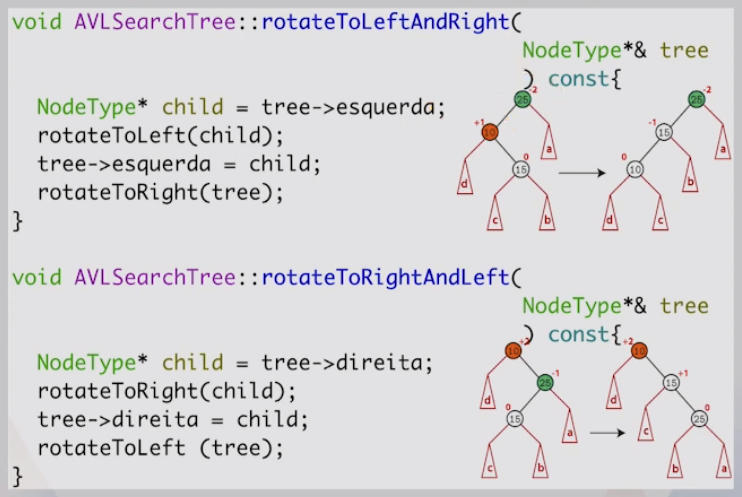 void AVLSearchTree::rotateToLeftAndRight(
NodeType*& tree
) const{
NodeType* child = tree->esquerda;
rotateToLeft(child);
tree->esquerda = child;
rotateToRight(tree);
}
-2
25
+1
10
0
15
a
d
c
b
-2
25
-1
15
a
0
10
b
d
c
void AVLSearchTree::rotateToRightAndLeft(
NodeType*& tree
) const{
NodeType* child = tree->direita;
rotateToRight(child);
tree->direita = child;
rotateToLeft (tree);
}
+2
10
-1
25
d
0
15
a
c
b
+2
10
+1
15
d
0
25
c
b
a